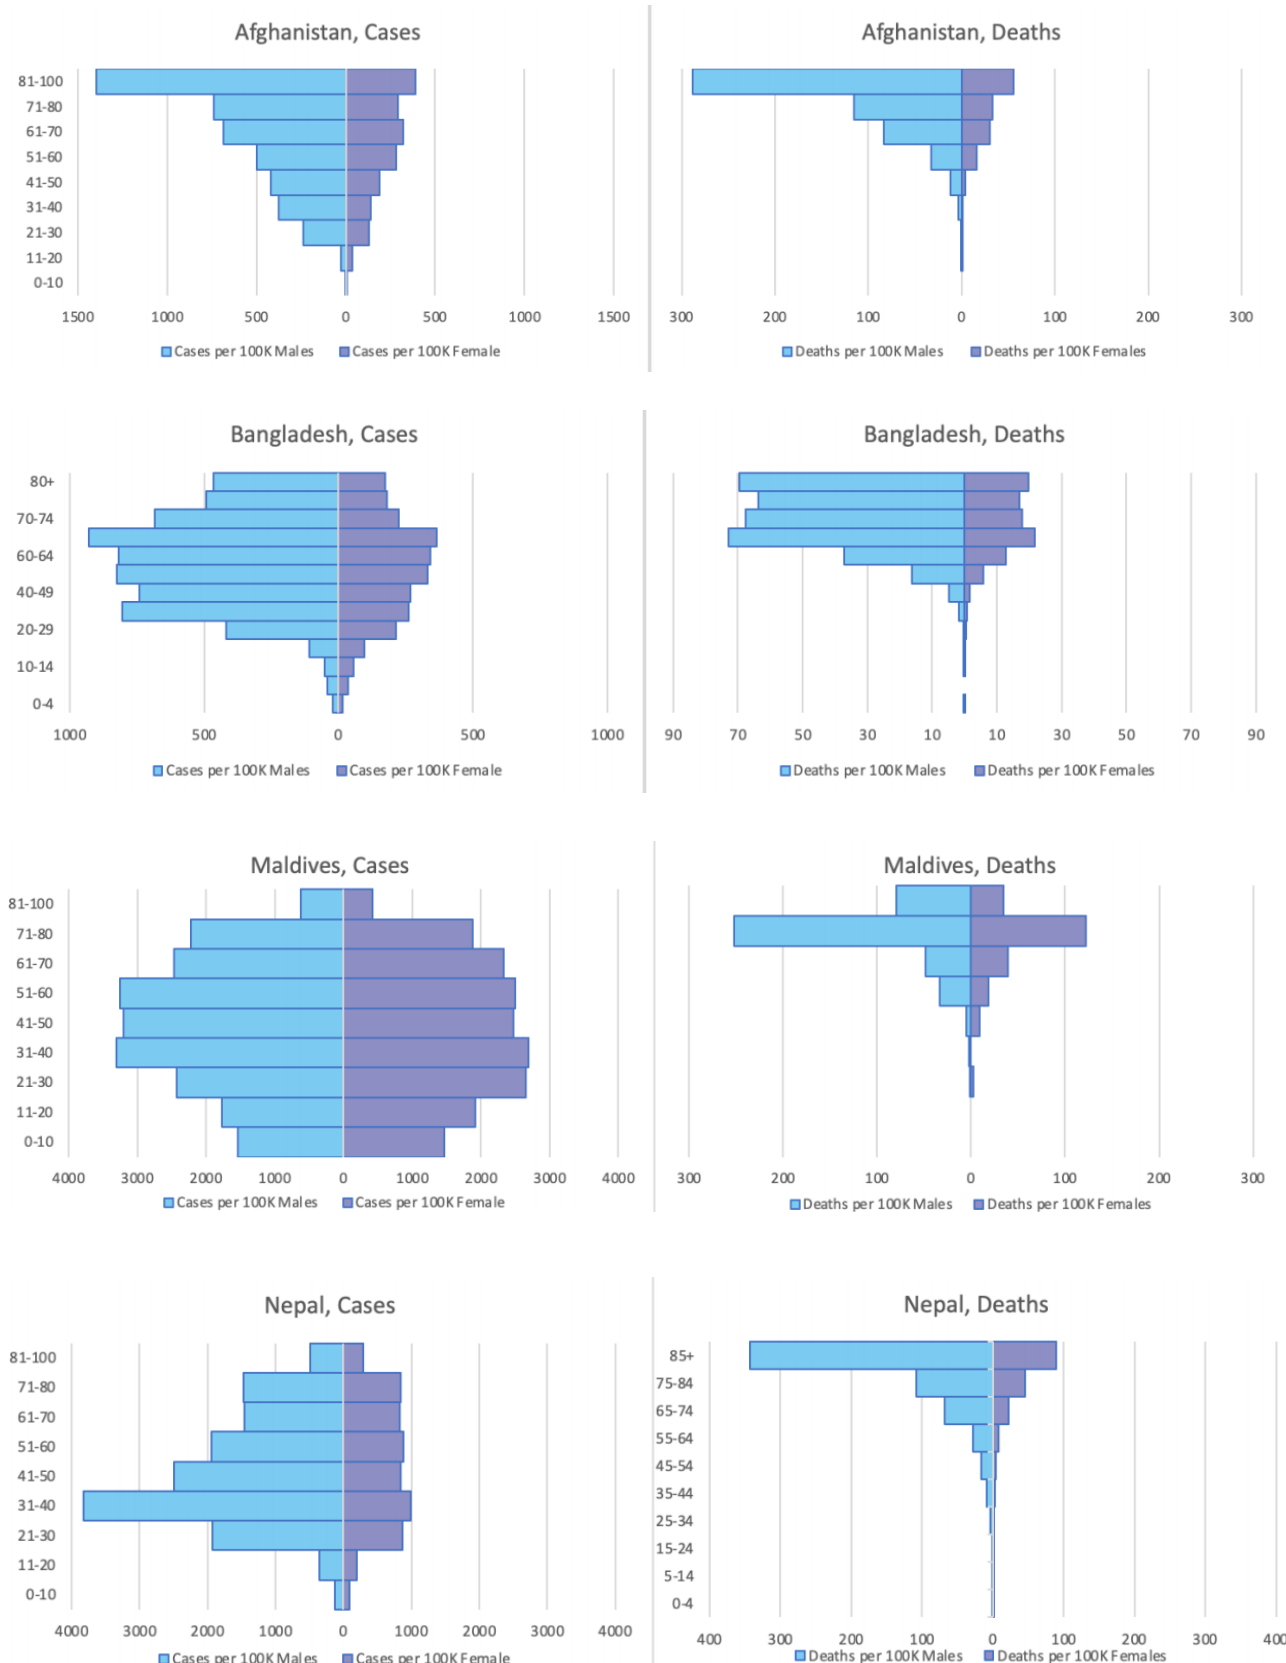 Afghanistan, Cases
81-100
71-80
61-70
51-60
41-50
31-40
21-30
11-20
0-10
1500 1000 500 0 500 1000 1500
Cases per 100K Males Cases per 100K Female
Afghanistan, Deaths
300 200 100 0 100 200 300
Deaths per 100K Males Deaths per 100K Females
Bangladesh, Cases
80+
70-74
60-64
40-49
20-29
10-14
0-4
1000 500 0 500 1000
Cases per 100K Males Cases per 100K Female
Bangladesh, Deaths
90 70 50 30 10 10 30 50 70 90
Deaths per 100K Males Deaths per 100K Females
Maldives, Cases
81-100
71-80
61-70
51-60
41-50
31-40
21-30
11-20
0-10
4000 3000 2000 1000 0 1000 2000 3000 4000
Cases per 100K Males Cases per 100K Female
Maldives, Deaths
300 200 100 0 100 200 300
Deaths per 100K Males Deaths per 100K Females
Nepal, Cases
81-100
71-80
61-70
51-60
41-50
31-40
21-30
11-20
0-10
4000 3000 2000 1000 0 1000 2000 3000 4000
Cases per 100K Males Cases per 100K Female
Nepal, Deaths
85+
75-84
65-74
55-64
45-54
35-44
25-34
15-24
5-14
0-4
400 300 200 100 0 100 200 300 400
Deaths per 100K Males Deaths per 100K Females